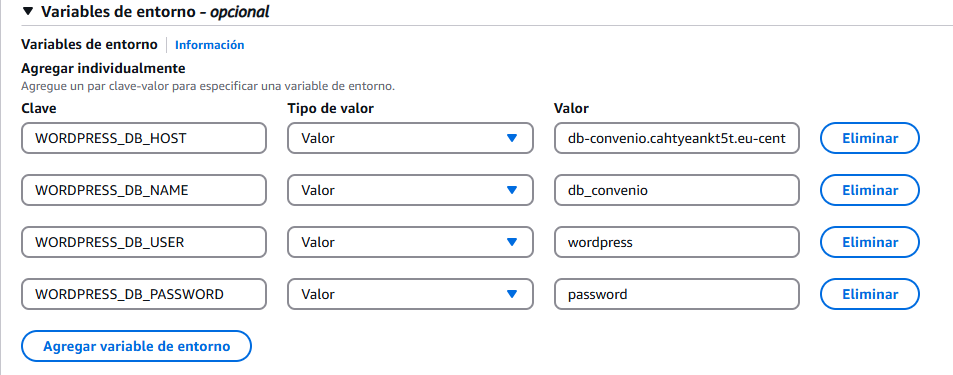 Variables de entorno - opcional
Variables de entorno Información
Agregar individualmente
Agregue un par clave-valor para especificar una variable de entorno.
Clave Tipo de valor Valor
WORDPRESS_DB_HOST Valor db-convenio.cahtyeankt5t.eu-cent Eliminar
WORDPRESS_DB_NAME Valor db_convenio Eliminar
WORDPRESS_DB_USER Valor wordpress Eliminar
WORDPRESS_DB_PASSWORD Valor password Eliminar
Agregar variable de entorno